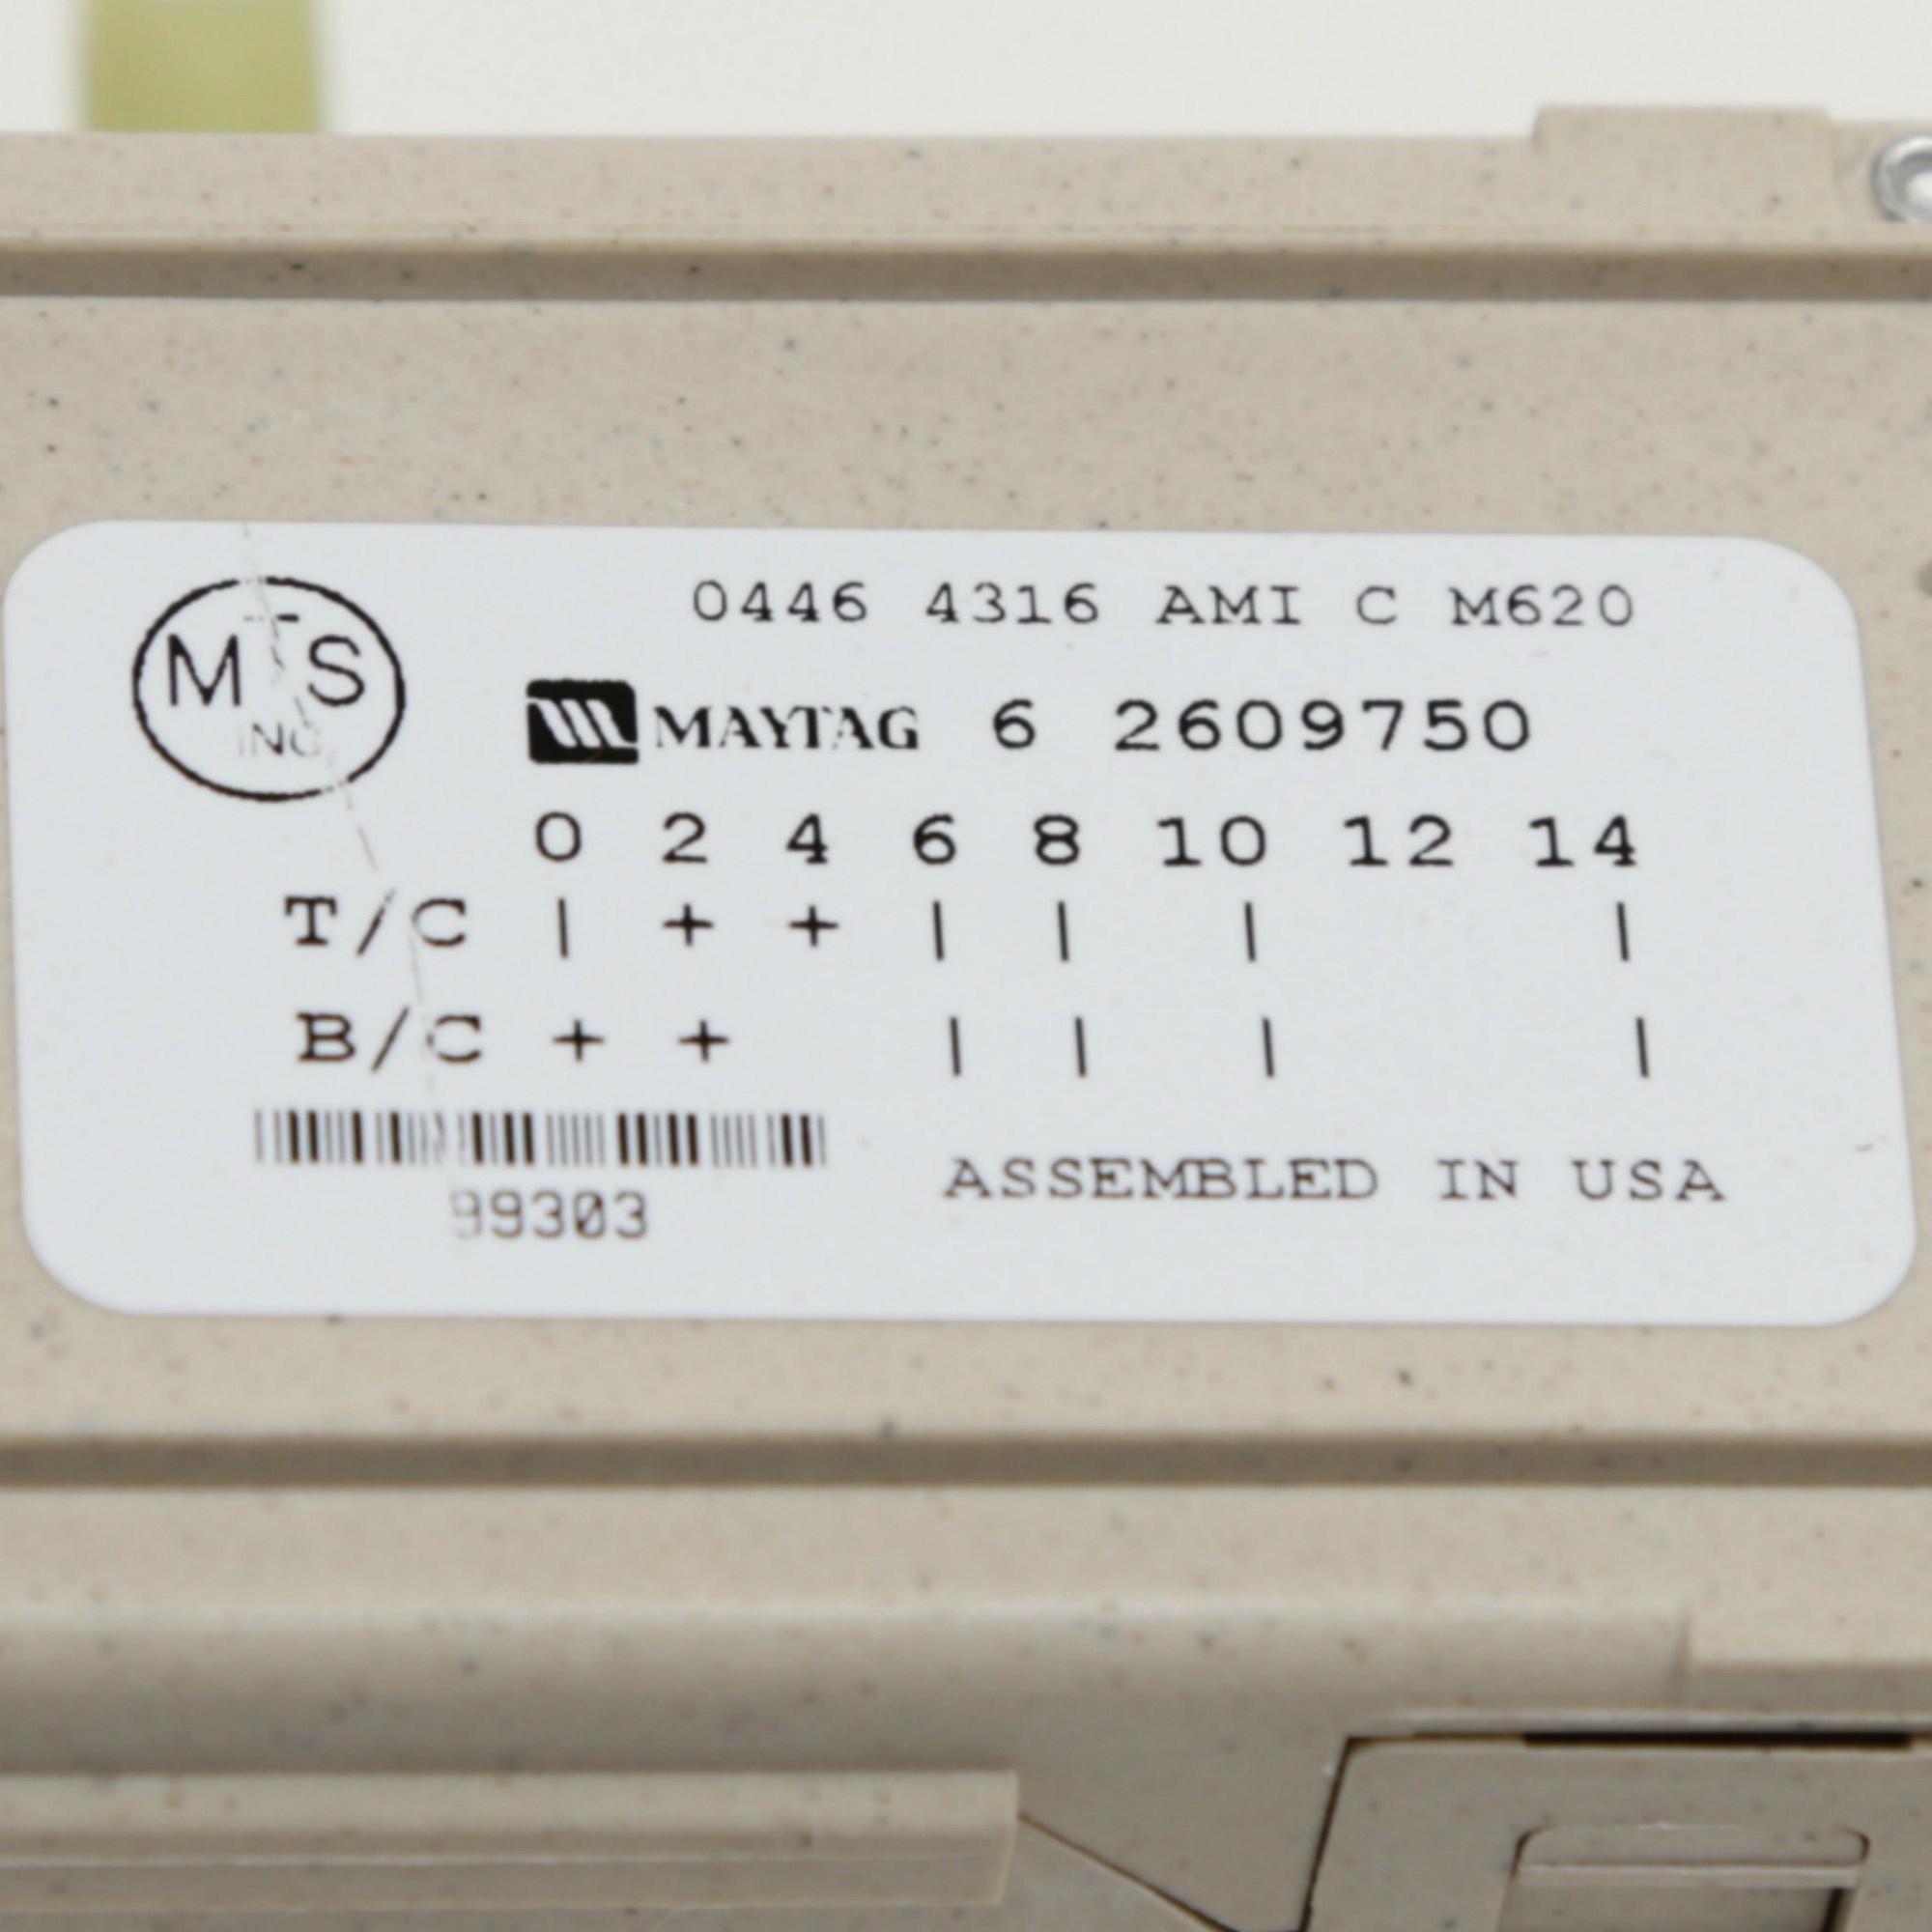 0446 4316 AMI C M620
M S
INC
MAYTAG 6 2609750
0 2 4 6 8 10 12 14
T/C | + + | | | |
B/C + + | | | |
99303
ASSEMBLED IN USA